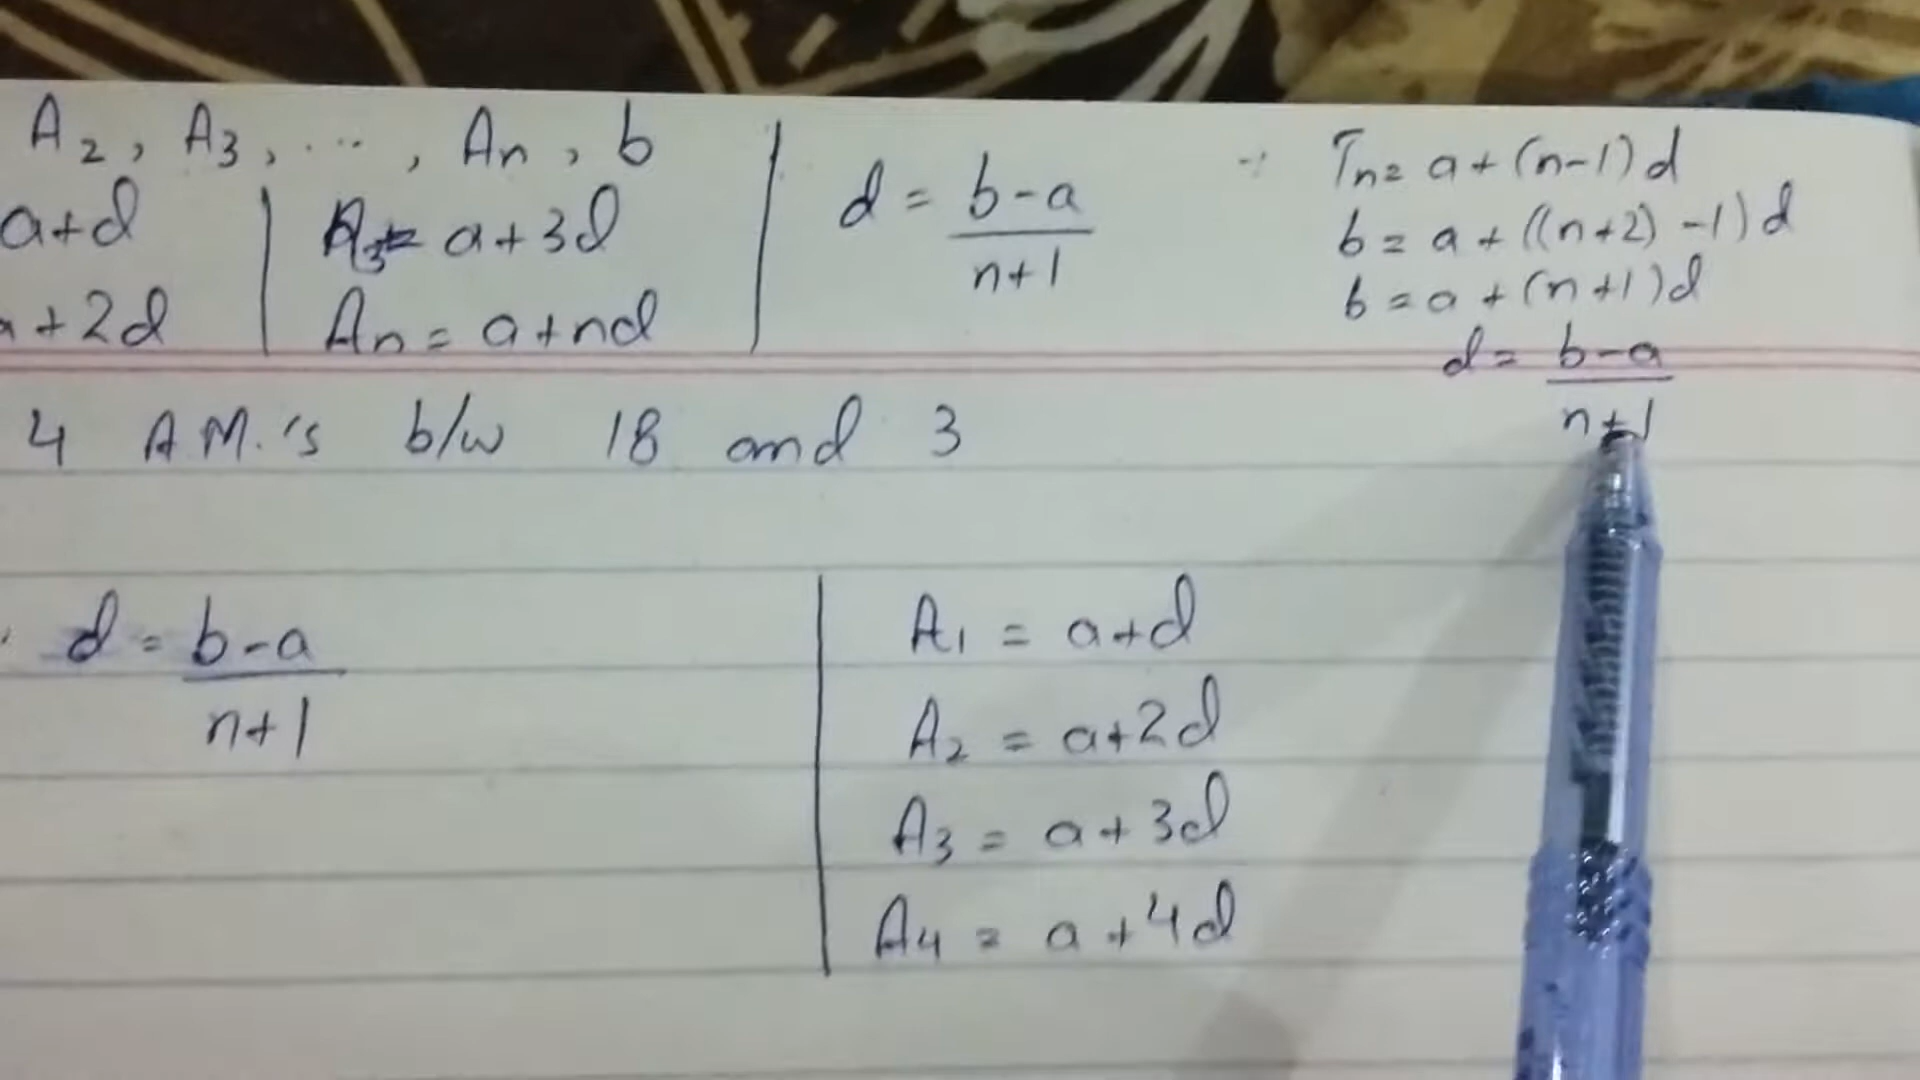 A2, A3, ..., An, b
a+d
a+2d
A3= a+3d
An = a+nd
d = b-a
n+1
Tn= a+(n-1)d
b = a+((n+2)-1)d
b = a+(n+1)d
d = b-a
n+1
4 A.M.'s b/w 18 and 3
d = b-a
n+1
A1 = a+d
A2 = a+2d
A3 = a+3d
A4 = a+4d